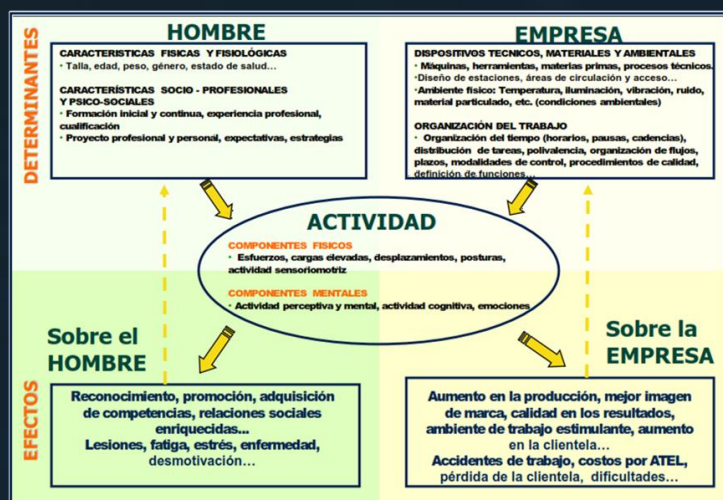 DETERMINANTES
HOMBRE
CARACTERISTICAS FISICAS Y FISIOLÓGICAS
• Talla, edad, peso, género, estado de salud…
CARACTERÍSTICAS SOCIO - PROFESIONALES
Y PSICO-SOCIALES
• Formación inicial y continua, experiencia profesional,
cualificación
• Proyecto profesional y personal, expectativas, estrategias
EMPRESA
DISPOSITIVOS TECNICOS, MATERIALES Y AMBIENTALES
• Máquinas, herramientas, materias primas, procesos técnicos.
•Diseño de estaciones, áreas de circulación y acceso…
•Ambiente físico: Temperatura, iluminación, vibración, ruido,
material particulado, etc. (condiciones ambientales)
ORGANIZACIÓN DEL TRABAJO
• Organización del tiempo (horarios, pausas, cadencias),
distribución de tareas, polivalencia, organización de flujos,
plazos, modalidades de control, procedimientos de calidad,
definición de funciones…
ACTIVIDAD
COMPONENTES FISICOS
• Esfuerzos, cargas elevadas, desplazamientos, posturas,
actividad sensoriomotriz
COMPONENTES MENTALES
• Actividad perceptiva y mental, actividad cognitiva, emociones
EFECTOS
Sobre el
HOMBRE
Reconocimiento, promoción, adquisición
de competencias, relaciones sociales
enriquecidas...
Lesiones, fatiga, estrés, enfermedad,
desmotivación…
Sobre la
EMPRESA
Aumento en la producción, mejor imagen
de marca, calidad en los resultados,
ambiente de trabajo estimulante, aumento
en la clientela…
Accidentes de trabajo, costos por ATEL,
pérdida de la clientela, dificultades…